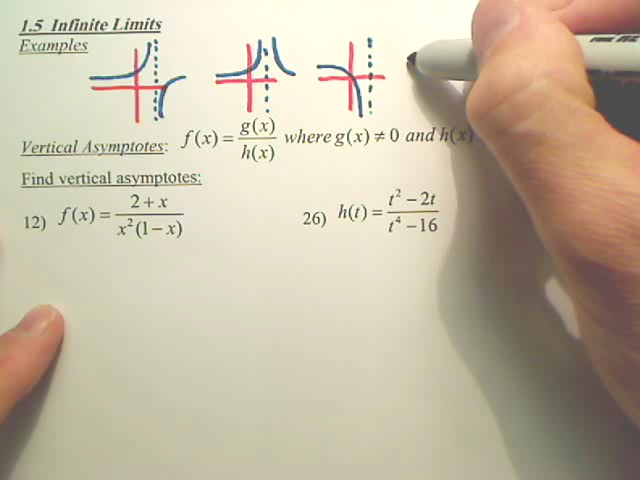 1.5 Infinite Limits
Examples
Vertical Asymptotes: f(x) = g(x)/h(x) where g(x) ≠ 0 and h(x)
Find vertical asymptotes:
12) f(x) = (2 + x)/(x²(1 − x))
26) h(t) = (t² − 2t)/(t⁴ − 16)